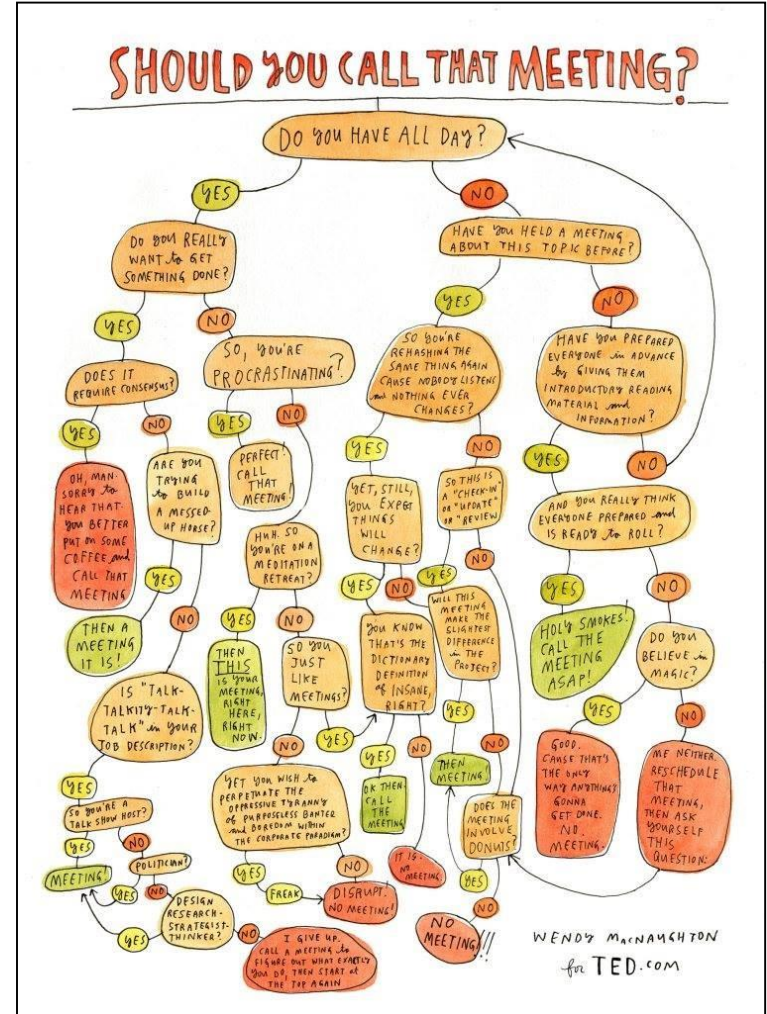 SHOULD YOU CALL THAT MEETING?
DO YOU HAVE ALL DAY?
YES
NO
DO YOU REALLY
WANT to GET
SOMETHING DONE?
HAVE YOU HELD A MEETING
ABOUT THIS TOPIC BEFORE?
YES
NO
YES
NO
DOES IT
REQUIRE CONSENSUS?
SO, YOU'RE
PROCRASTINATING?
SO YOU'RE
REHASHING THE
SAME THING AGAIN
CAUSE NOBODY LISTENS
and NOTHING EVER
CHANGES?
HAVE YOU PREPARED
EVERYONE in ADVANCE
by GIVING THEM
INTRODUCTORY READING
MATERIAL and
INFORMATION?
YES
NO
YES
NO
YES
NO
YES
NO
OH, MAN.
SORRY to
HEAR THAT.
YOU BETTER
PUT ON SOME
COFFEE and
CALL THAT
MEETING
ARE YOU
TRYING
to BUILD
A MESSED-
UP HORSE?
PERFECT!
CALL
THAT
MEETING!
YET, STILL,
YOU EXPECT
THINGS
WILL
CHANGE?
SO THIS IS
A "CHECK-IN"
OR "UPDATE"
OR "REVIEW
AND YOU REALLY THINK
EVERYONE PREPARED and
IS READY to ROLL?
HUH. SO
YOU'RE ON A
MEDITATION
RETREAT?
YES
NO
YES
NO
YES
NO
YES
NO
YES
NO
THEN A
MEETING
IT IS!
THEN
THIS
IS YOUR
MEETING,
RIGHT
HERE,
RIGHT
NOW.
SO YOU
JUST
LIKE
MEETINGS?
YOU KNOW
THAT'S THE
DICTIONARY
DEFINITION
of INSANE,
RIGHT?
WILL THIS
MEETING
MAKE THE
SLIGHTEST
DIFFERENCE
in THE
PROJECT?
HOLY SMOKES!
CALL THE
MEETING
ASAP!
DO YOU
BELIEVE in
MAGIC?
IS "TALK-
TALKITY-TALK-
TALK" in YOUR
JOB DESCRIPTION?
NO
YES
YES
NO
YES
NO
YES
NO
YES
SO YOU'RE A
TALK SHOW HOST?
YET YOU WISH to
PERPETUATE THE
OPPRESSIVE TYRANNY
OF PURPOSELESS BANTER
and BOREDOM WITHIN
THE CORPORATE PARADIGM?
OK THEN.
CALL
THE
MEETING
THEN
MEETING!
DOES THE
MEETING
INVOLVE
DONUTS?
GOOD.
CAUSE THAT'S
THE ONLY
WAY ANYTHING'S
GONNA
GET DONE.
NO.
MEETING.
ME NEITHER.
RESCHEDULE
THAT
MEETING,
THEN ASK
YOURSELF
THIS
QUESTION:
YES
NO
MEETING!
POLITICIAN?
YES
NO
YES
FREAK
NO
DISRUPT!
NO MEETING!
IT IS.
NO
MEETING.
YES
NO
NO
MEETING!!!!
DESIGN
RESEARCH-
STRATEGIST-
THINKER?
YES
NO
I GIVE UP.
CALL A MEETING to
FIGURE OUT WHAT EXACTLY
YOU DO, THEN START at
THE TOP AGAIN
WENDY MACNAUGHTON
for TED.COM